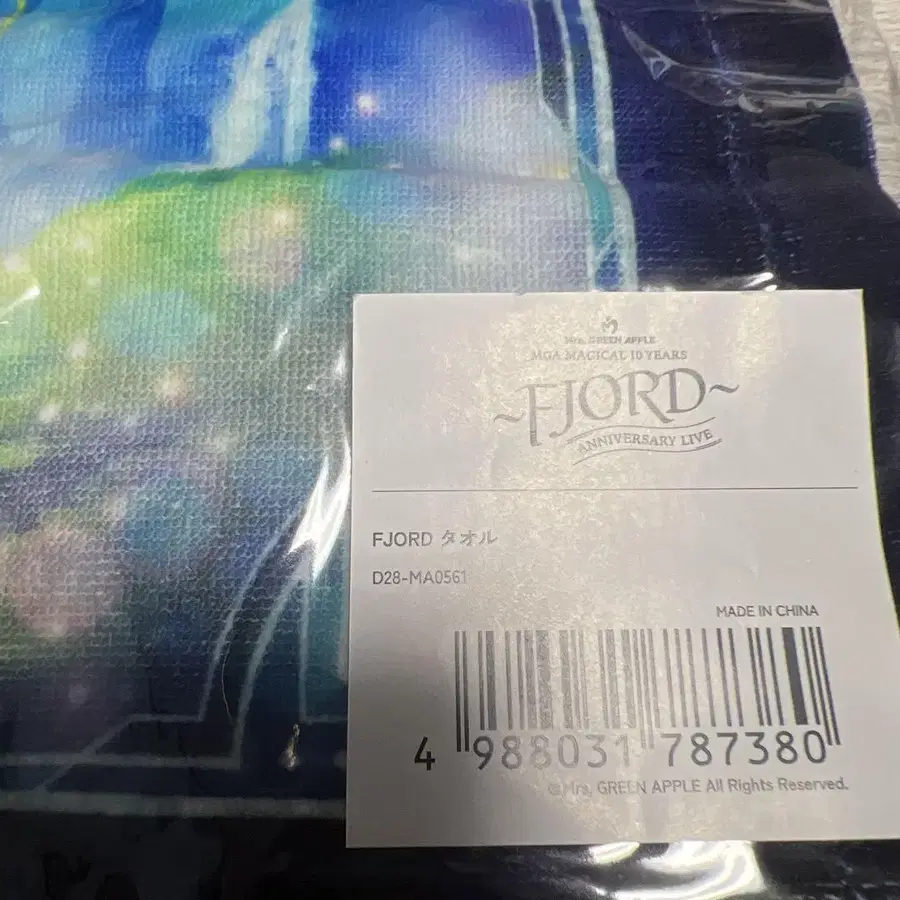 Mrs. GREEN APPLE
MGA MAGICAL 10 YEARS
~FJORD~
ANNIVERSARY LIVE
FJORD タオル
D28-MA0561
MADE IN CHINA
4 988031 787380
©Mrs. GREEN APPLE All Rights Reserved.